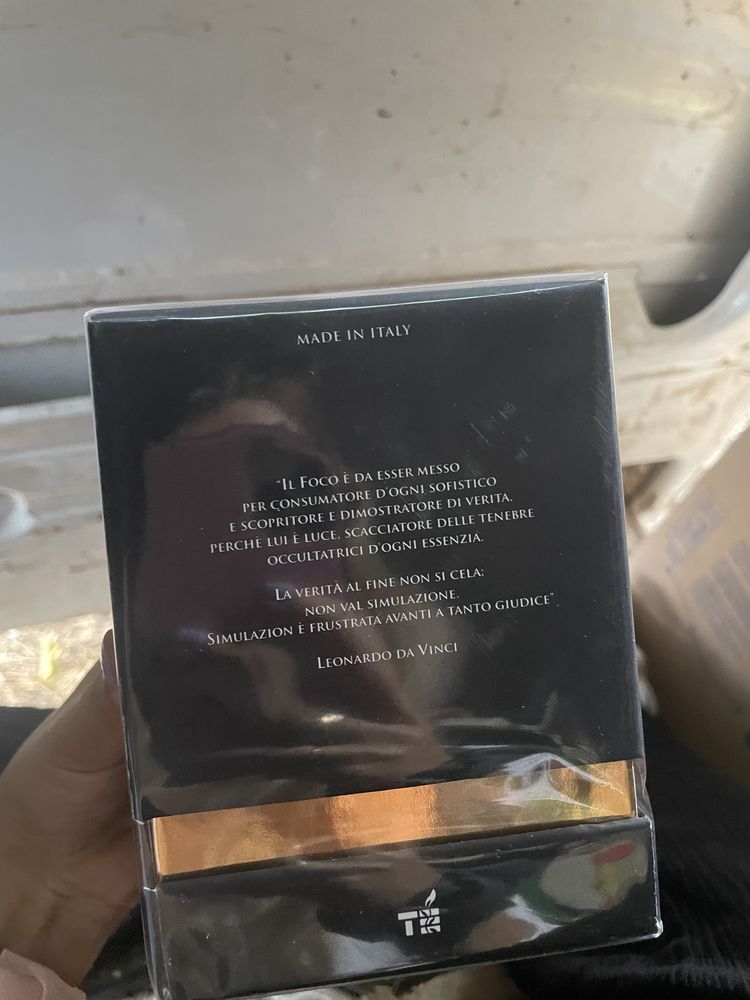 MADE IN ITALY
"IL FOCO È DA ESSER MESSO
PER CONSUMATORE D'OGNI SOFISTICO
E SCOPRITORE E DIMOSTRATORE DI VERITA,
PERCHÈ LUI È LUCE, SCACCIATORE DELLE TENEBRE
OCCULTATRICI D'OGNI ESSENZIÀ.
LA VERITÀ AL FINE NON SI CELA;
NON VAL SIMULAZIONE.
SIMULAZION È FRUSTRATA AVANTI A TANTO GIUDICE"
LEONARDO DA VINCI